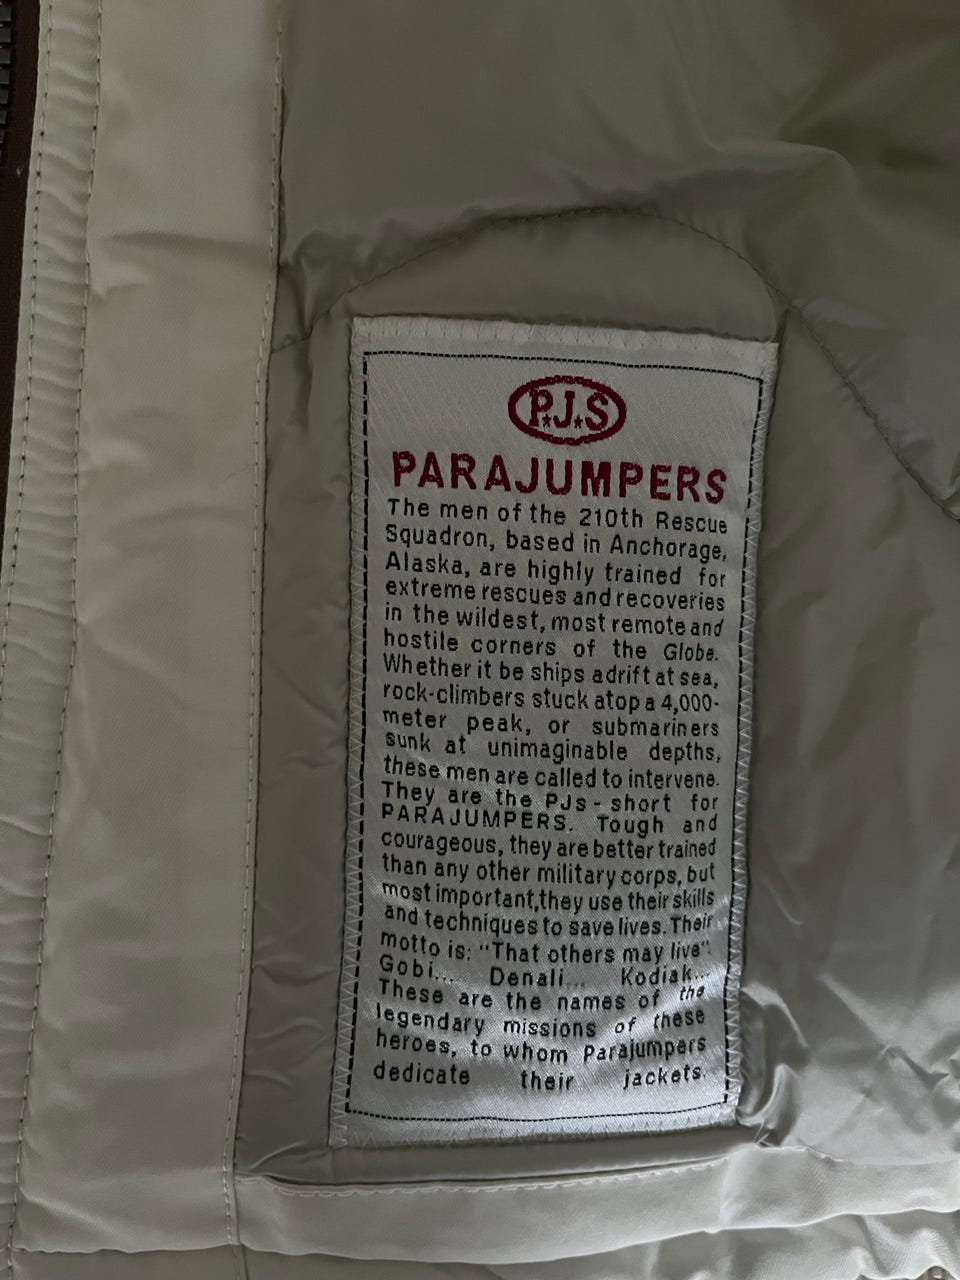 P.J.S
PARAJUMPERS
The men of the 210th Rescue
Squadron, based in Anchorage,
Alaska, are highly trained for
extreme rescues and recoveries
in the wildest, most remote and
hostile corners of the Globe.
Whether it be ships adrift at sea,
rock-climbers stuck atop a 4,000-
meter peak, or submariners
sunk at unimaginable depths,
these men are called to intervene.
They are the PJs - short for
PARAJUMPERS. Tough and
courageous, they are better trained
than any other military corps, but
most important,they use their skills
and techniques to save lives. Their
motto is: "That others may live".
Gobi... Denali... Kodiak...
These are the names of the
legendary missions of these
heroes, to whom Parajumpers
dedicate their jackets.